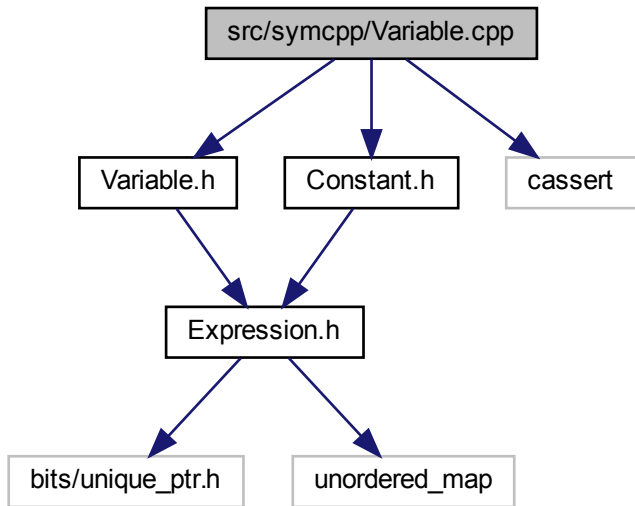 src/symcpp/Variable.cpp
Variable.h
Constant.h
cassert
Expression.h
bits/unique_ptr.h
unordered_map